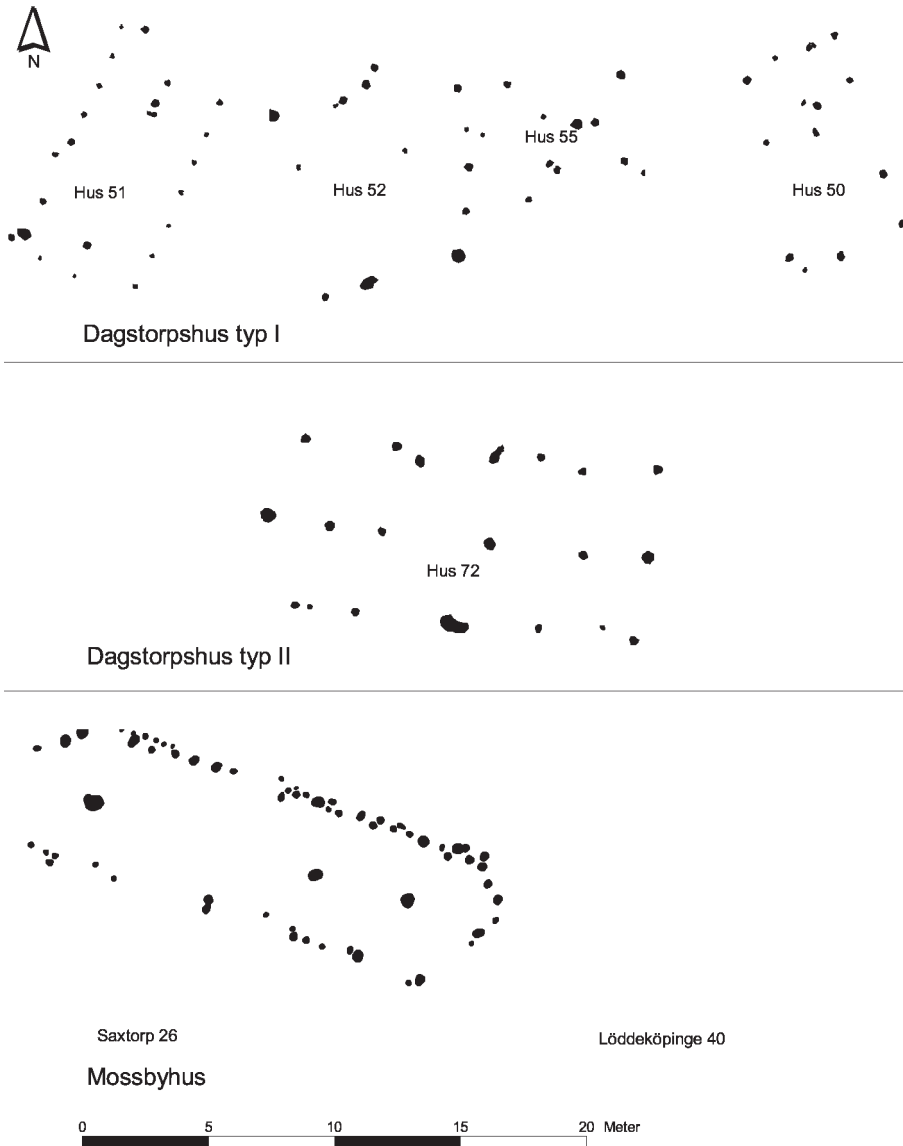 N
Hus 51
Hus 52
Hus 55
Hus 50
Dagstorpshus typ I
Hus 72
Dagstorpshus typ II
Saxtorp 26
Löddeköpinge 40
Mossbyhus
0 5 10 15 20 Meter